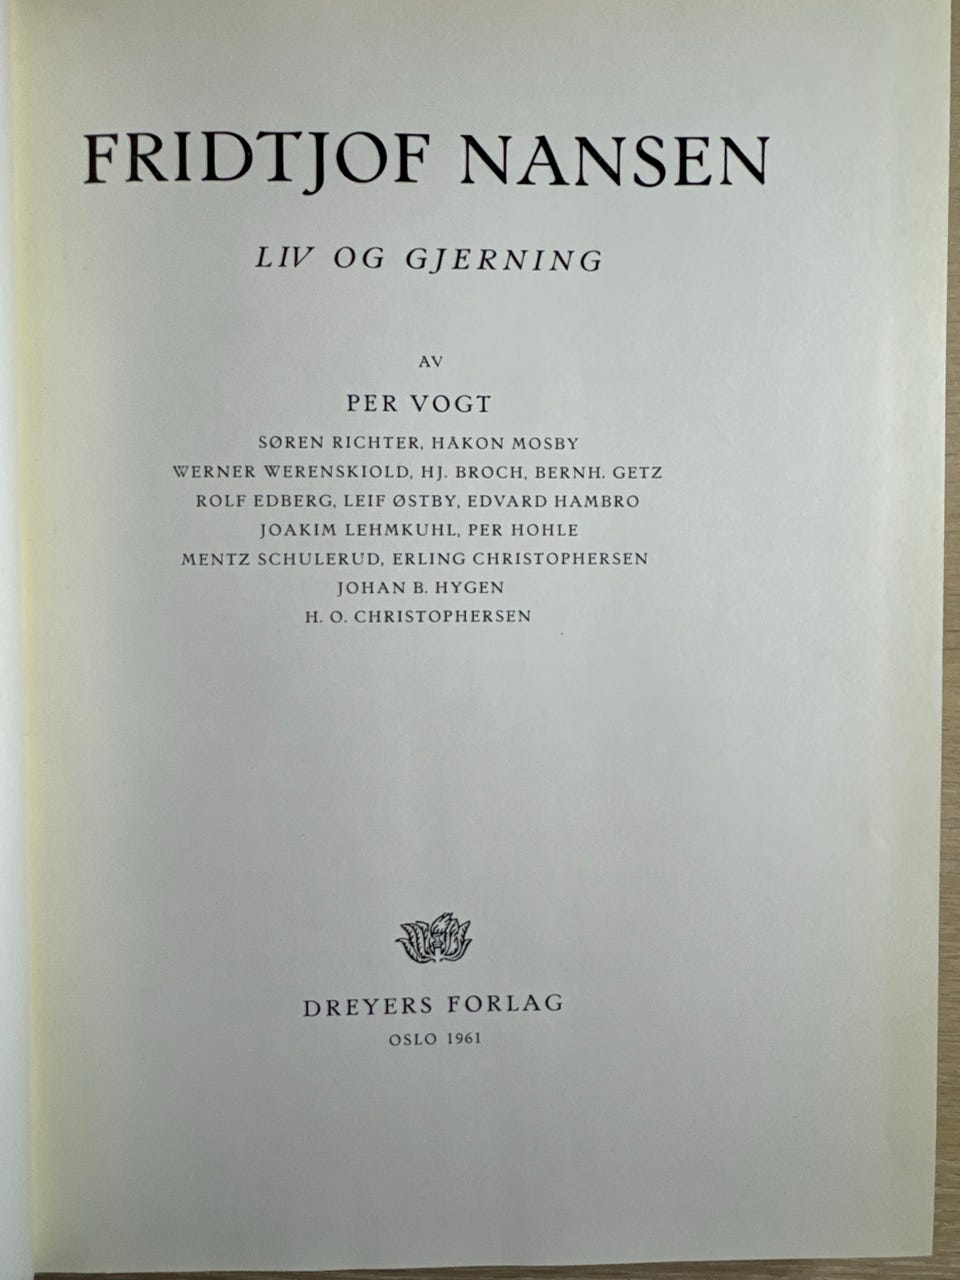 FRIDTJOF NANSEN
LIV OG GJERNING
AV
PER VOGT
SØREN RICHTER, HÅKON MOSBY
WERNER WERENSKIOLD, HJ. BROCH, BERNH. GETZ
ROLF EDBERG, LEIF ØSTBY, EDVARD HAMBRO
JOAKIM LEHMKUHL, PER HOHLE
MENTZ SCHULERUD, ERLING CHRISTOPHERSEN
JOHAN B. HYGEN
H. O. CHRISTOPHERSEN
DREYERS FORLAG
OSLO 1961